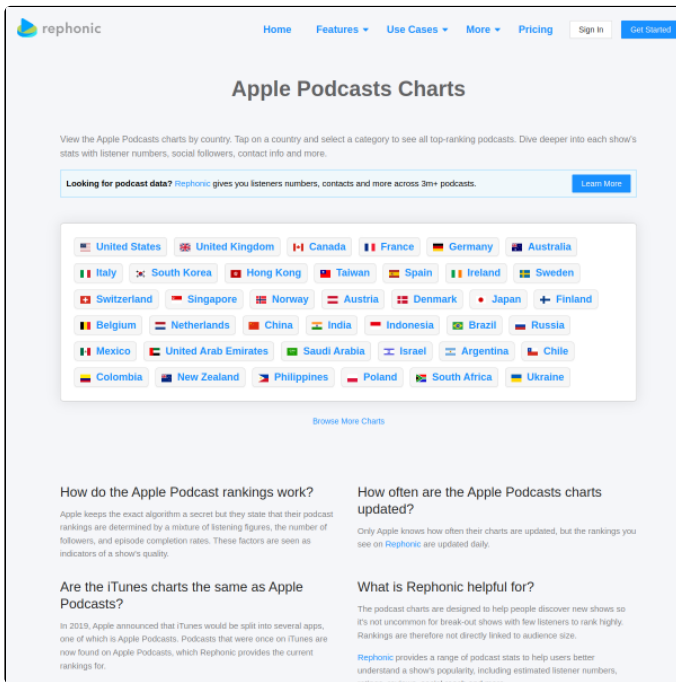 rephonic
Home Features Use Cases More Pricing Sign In Get Started
Apple Podcasts Charts
View the Apple Podcasts charts by country. Tap on a country and select a category to see all top-ranking podcasts. Dive deeper into each show's
stats with listener numbers, social followers, contact info and more.
Looking for podcast data? Rephonic gives you listeners numbers, contacts and more across 3m+ podcasts. Learn More
United States United Kingdom Canada France Germany Australia
Italy South Korea Hong Kong Taiwan Spain Ireland Sweden
Switzerland Singapore Norway Austria Denmark Japan Finland
Belgium Netherlands China India Indonesia Brazil Russia
Mexico United Arab Emirates Saudi Arabia Israel Argentina Chile
Colombia New Zealand Philippines Poland South Africa Ukraine
Browse More Charts
How do the Apple Podcast rankings work?
Apple keeps the exact algorithm a secret but they state that their podcast
rankings are determined by a mixture of listening figures, the number of
followers, and episode completion rates. These factors are seen as
indicators of a show's quality.
How often are the Apple Podcasts charts
updated?
Only Apple knows how often their charts are updated, but the rankings you
see on Rephonic are updated daily.
Are the iTunes charts the same as Apple
Podcasts?
In 2019, Apple announced that iTunes would be split into several apps,
one of which is Apple Podcasts. Podcasts that were once on iTunes are
now found on Apple Podcasts, which Rephonic provides the current
rankings for.
What is Rephonic helpful for?
The podcast charts are designed to help people discover new shows so
it's not uncommon for break-out shows with few listeners to rank highly.
Rankings are therefore not directly linked to audience size.
Rephonic provides a range of podcast stats to help users better
understand a show's popularity, including estimated listener numbers,